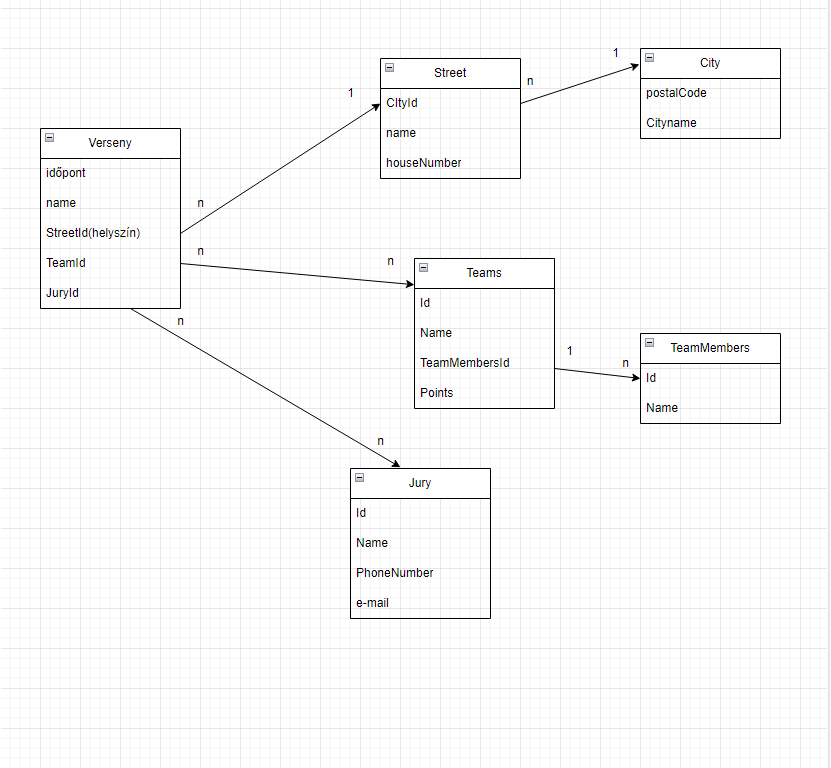 Verseny
időpont
name
StreetId(helyszín)
TeamId
JuryId
n
1
n
n
n
n
Street
CItyId
name
houseNumber
n
1
City
postalCode
Cityname
Teams
Id
Name
TeamMembersId
Points
1
n
TeamMembers
Id
Name
Jury
Id
Name
PhoneNumber
e-mail